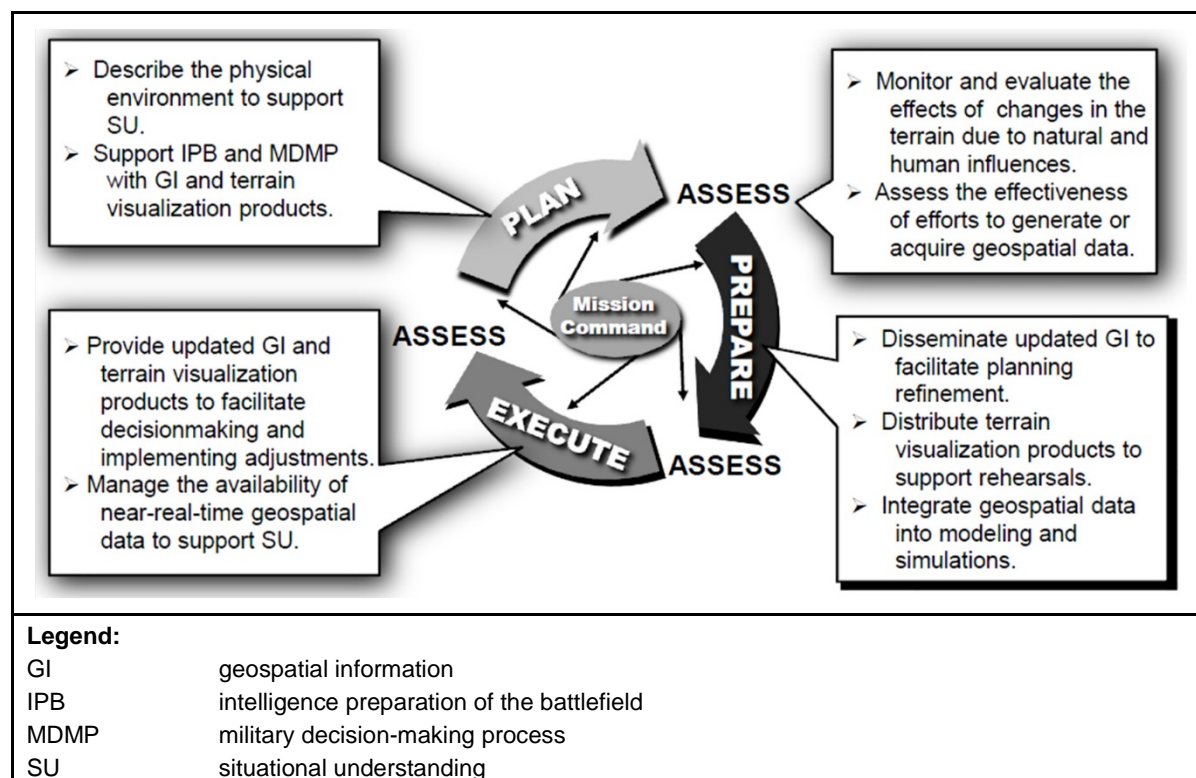 ➢ Describe the physical
environment to support
SU.
➢ Support IPB and MDMP
with GI and terrain
visualization products.
PLAN
ASSESS
➢ Monitor and evaluate the
effects of changes in the
terrain due to natural and
human influences.
➢ Assess the effectiveness
of efforts to generate or
acquire geospatial data.
Mission
Command
PREPARE
ASSESS
➢ Provide updated GI and
terrain visualization
products to facilitate
decisionmaking and
implementing adjustments.
➢ Manage the availability of
near-real-time geospatial
data to support SU.
EXECUTE
ASSESS
➢ Disseminate updated GI to
facilitate planning
refinement.
➢ Distribute terrain
visualization products to
support rehearsals.
➢ Integrate geospatial data
into modeling and
simulations.
Legend:
GI geospatial information
IPB intelligence preparation of the battlefield
MDMP military decision-making process
SU situational understanding